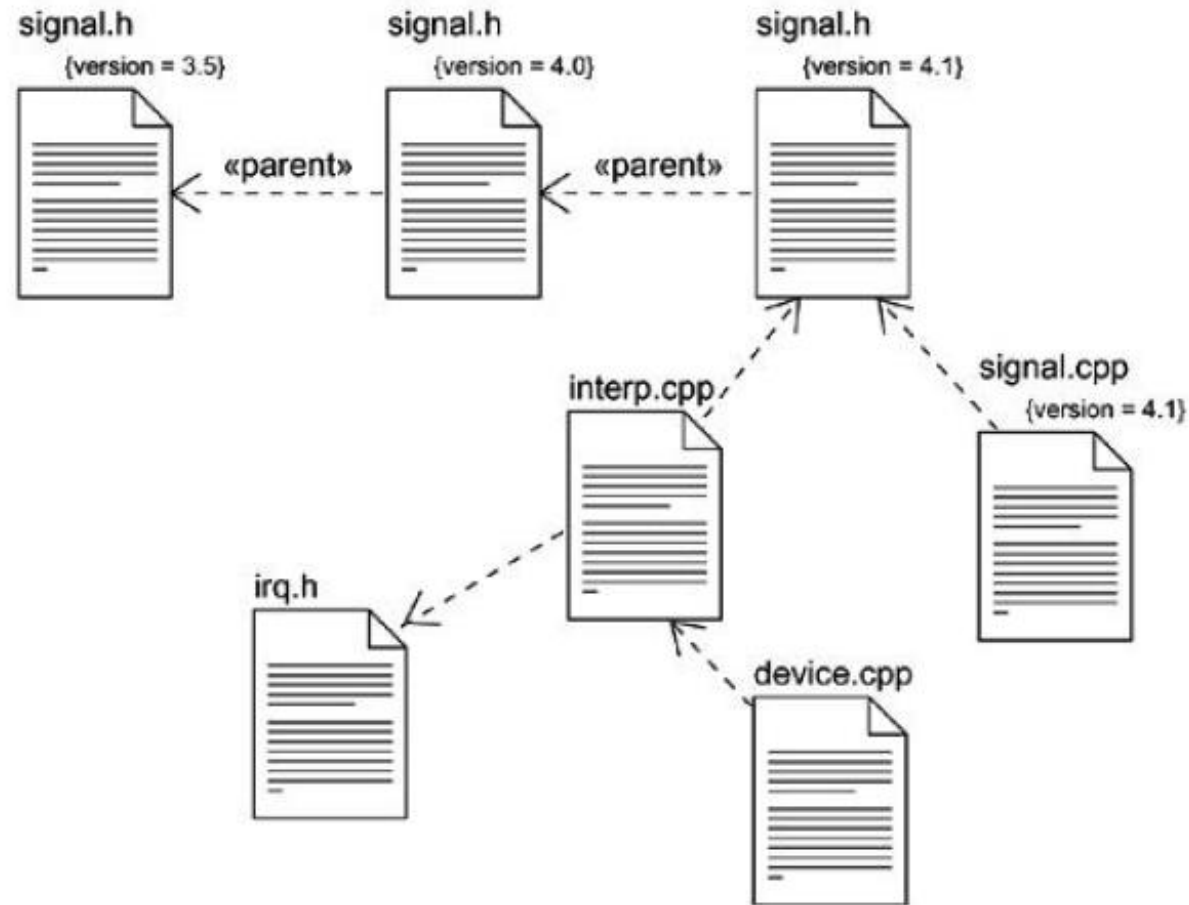 signal.h
{version = 3.5}
signal.h
{version = 4.0}
signal.h
{version = 4.1}
«parent»
«parent»
signal.cpp
{version = 4.1}
interp.cpp
irq.h
device.cpp